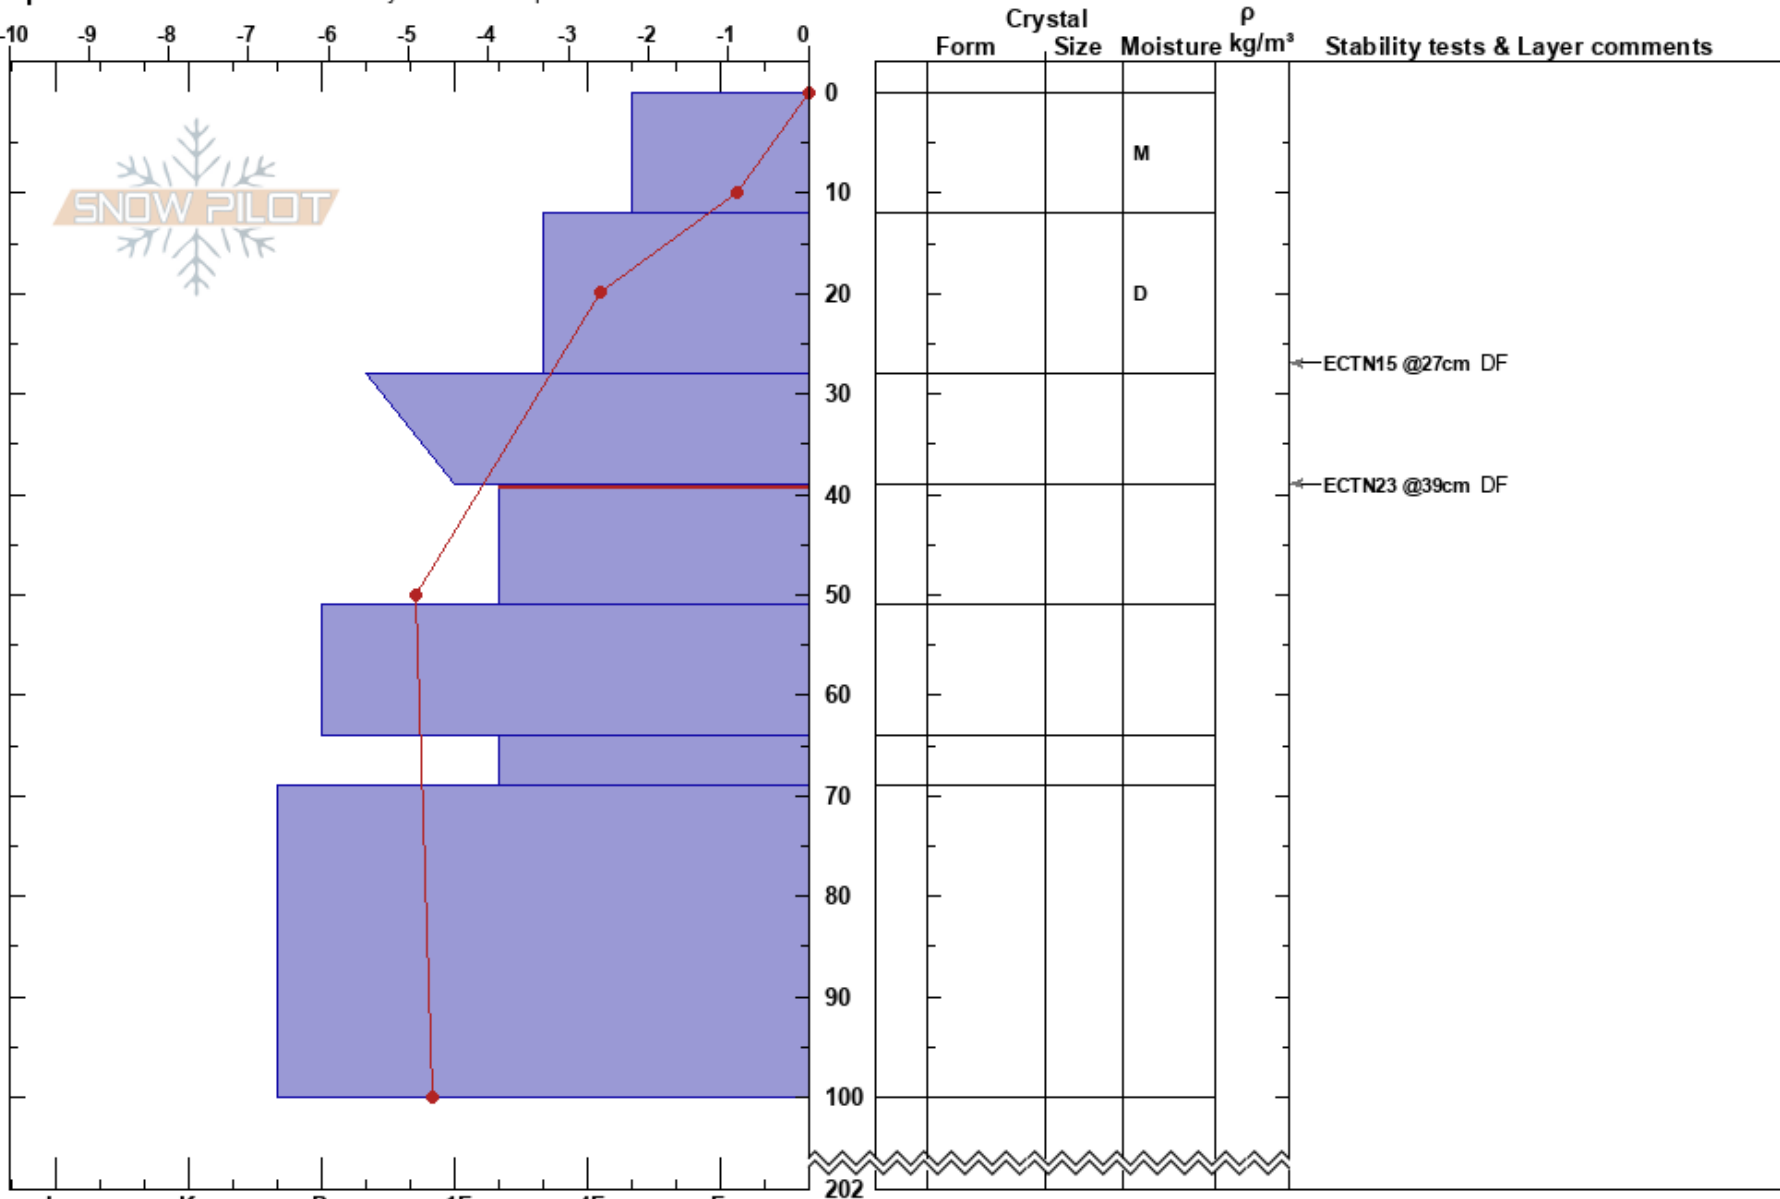 Crystal ρ
-10 -9 -8 -7 -6 -5 -4 -3 -2 -1 0 Form Size Moisture kg/m³ Stability tests & Layer comments
0
SNOW PILOT
M
10
20 D
ECTN15 @27cm DF
30
40 ECTN23 @39cm DF
50
60
70
80
90
100
202